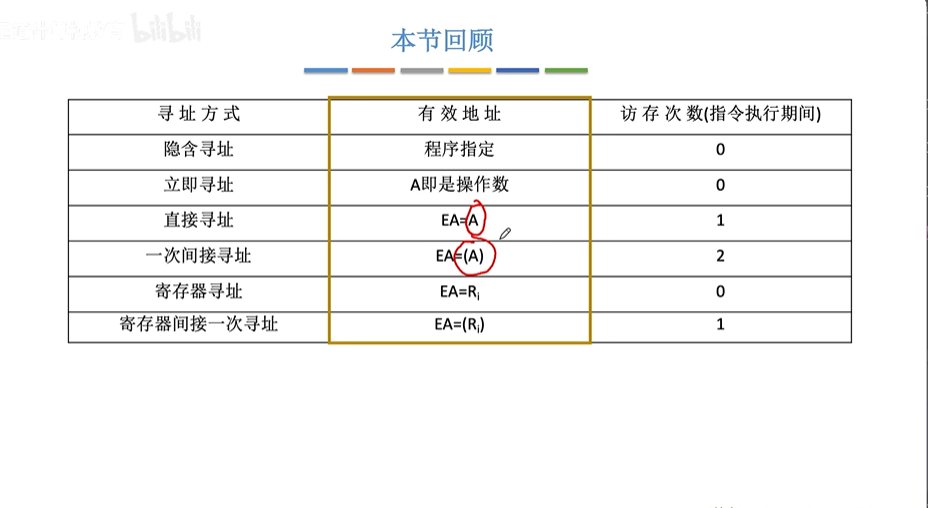 bilibili
本节回顾
寻址方式 有效地址 访存次数(指令执行期间)
隐含寻址 程序指定 0
立即寻址 A即是操作数 0
直接寻址 EA=A 1
一次间接寻址 EA=(A) 2
寄存器寻址 EA=Ri 0
寄存器间接一次寻址 EA=(Ri) 1